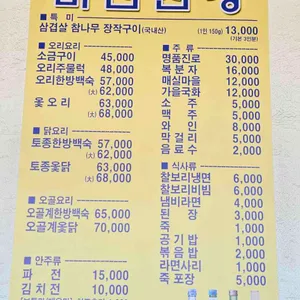 ■ 특 미
삼겹살 참나무 장작구이(국내산) (1인 150g) 13,000
(기본 3인분)
■ 오리요리
소금구이 45,000
오리주물럭 48,000
오리한방백숙 57,000
(大) 62,000
옻 오 리 63,000
(大) 68,000
■ 닭요리
토종한방백숙 57,000
(大) 62,000
토종옻닭 63,000
(大) 68,000
■ 오골요리
오골계한방백숙 65,000
오골계옻닭 70,000
■ 안주류
파 전 15,000
김 치 전 10,000
■ 주 류
명품진로 30,000
복 분 자 16,000
매실마을 12,000
가을국화 12,000
소 주 5,000
맥 주 5,000
와 인 8,000
막 걸 리 5,000
음 료 수 2,000
■ 식사류
찰보리냉면 6,000
찰보리비빔 6,000
냄비라면 4,000
된 장 3,000
죽 1,000
공 기 밥 1,000
볶 음 밥 2,000
라면사리 1,000
죽 포 장 5,000